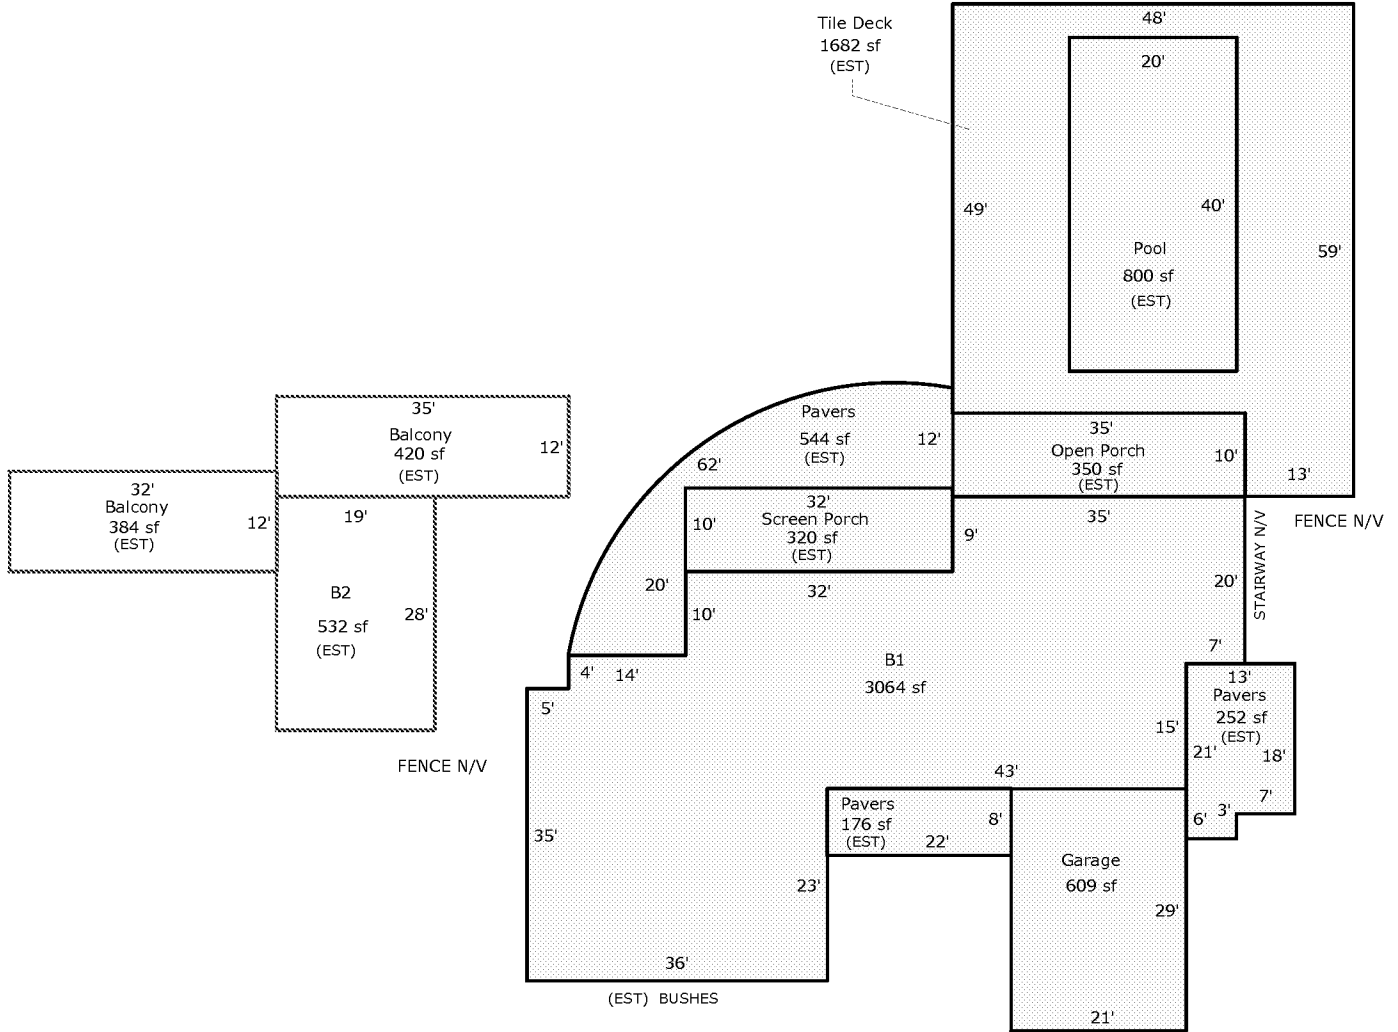 48'
Tile Deck
1682 sf
(EST)
20'
49'
40'
Pool
800 sf
(EST)
59'
13'
35'
Balcony
420 sf
(EST)
12'
32'
Balcony
384 sf
(EST)
12'
19'
B2
532 sf
(EST)
28'
Pavers
544 sf
(EST)
12'
62'
35'
Open Porch
350 sf
(EST)
10'
32'
Screen Porch
320 sf
(EST)
10'
9'
35'
FENCE N/V
STAIRWAY N/V
20'
20'
10'
32'
4'
14'
5'
B1
3064 sf
7'
13'
Pavers
252 sf
(EST)
15'
21'
18'
7'
3'
6'
FENCE N/V
43'
Pavers
176 sf
(EST)
8'
22'
35'
23'
Garage
609 sf
29'
36'
(EST) BUSHES
21'